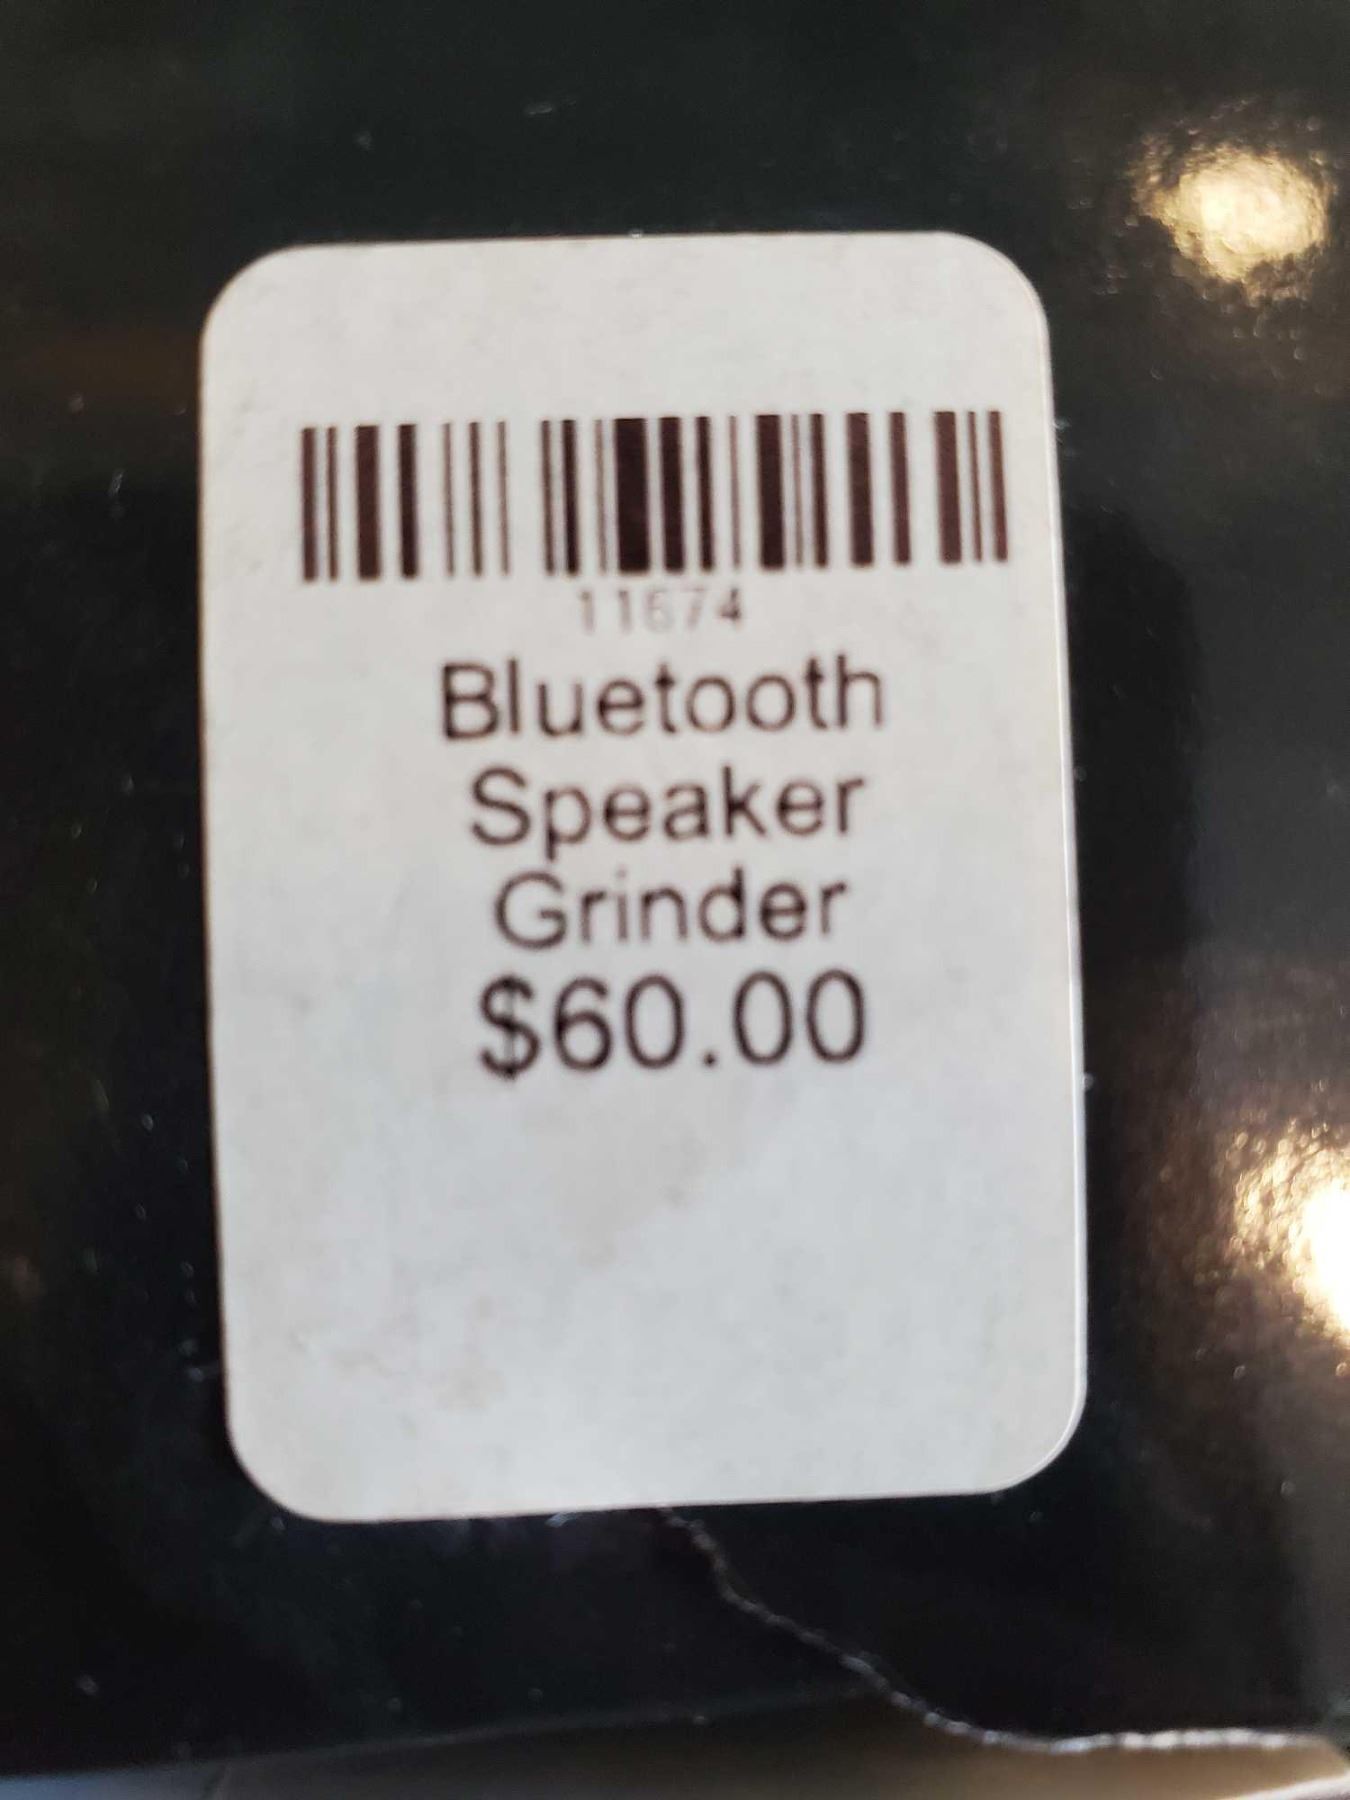 11674
Bluetooth
Speaker
Grinder
$60.00